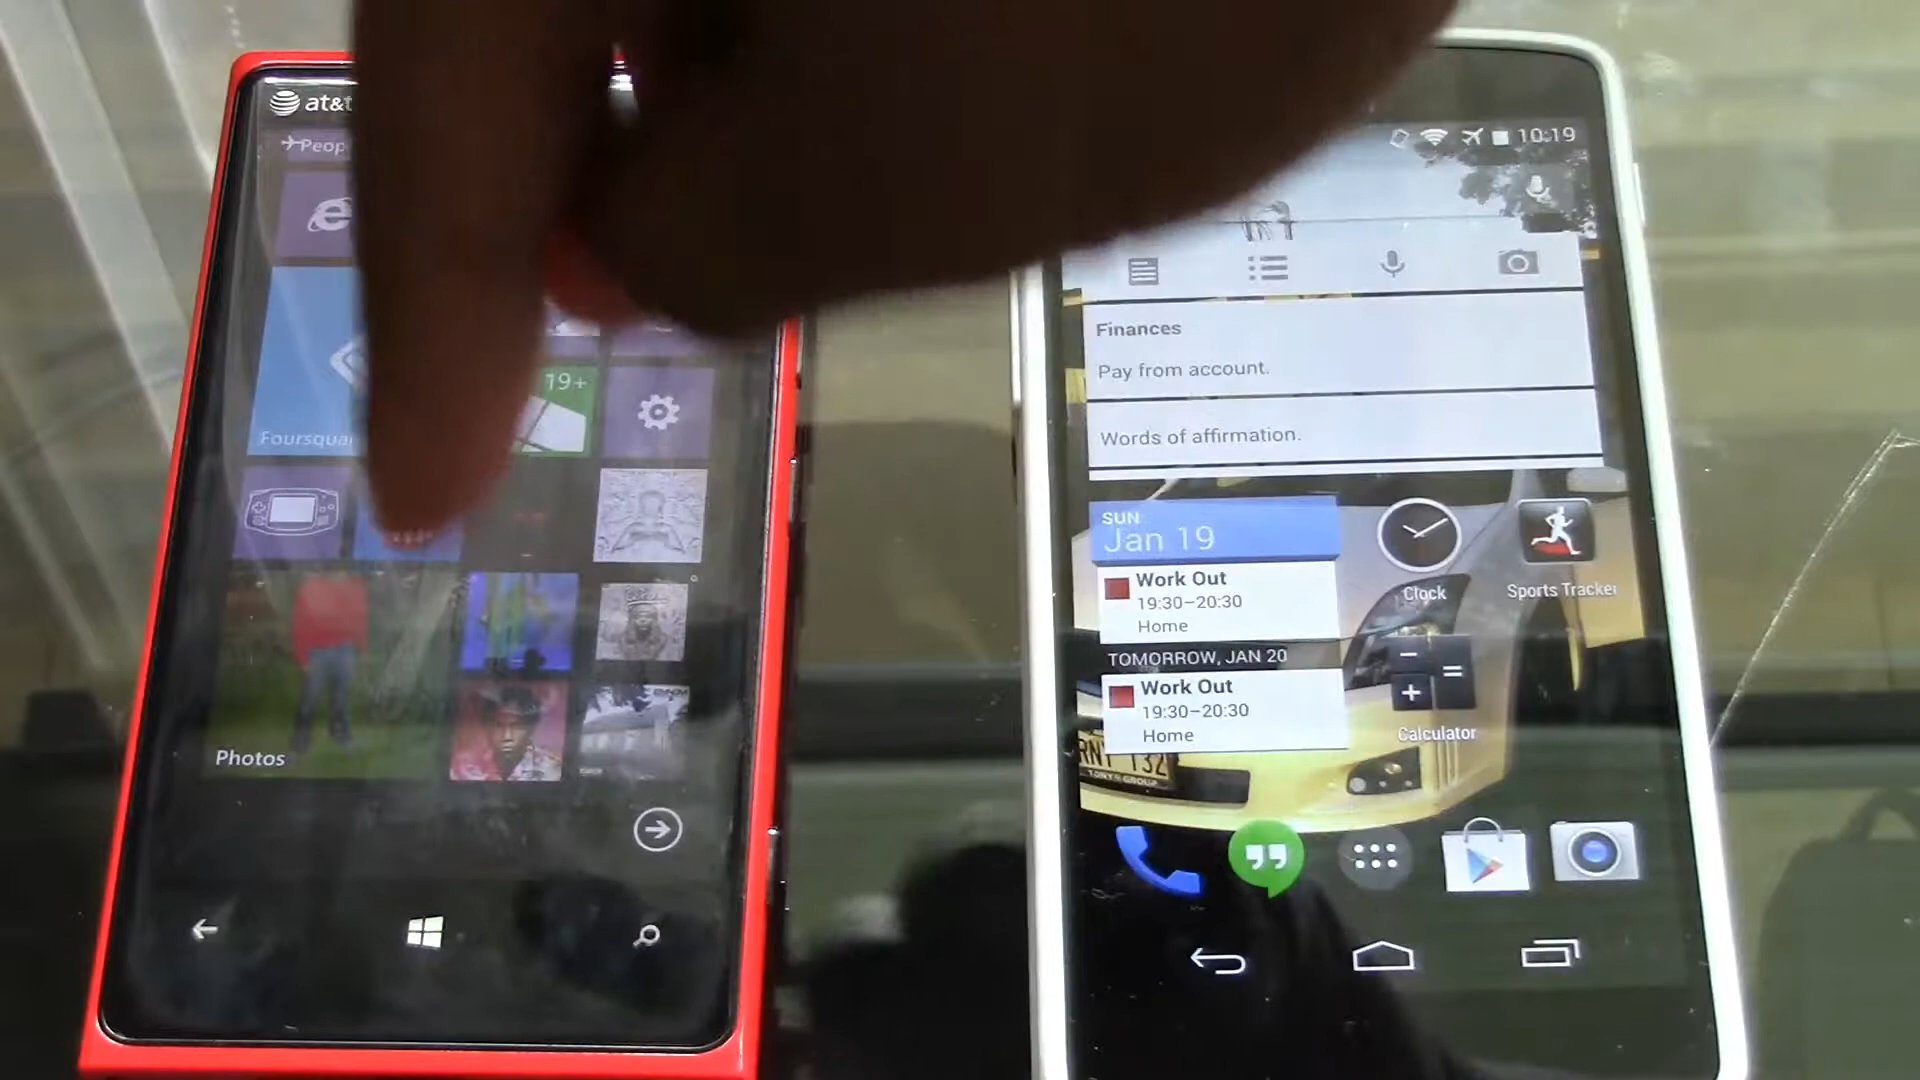 at&t
Peop
Foursqua
19+
Photos
10:19
Finances
Pay from account.
Words of affirmation.
SUN
Jan 19
Work Out
19:30–20:30
Home
TOMORROW, JAN 20
Work Out
19:30–20:30
Home
Clock
Sports Tracker
Calculator
RNY 132